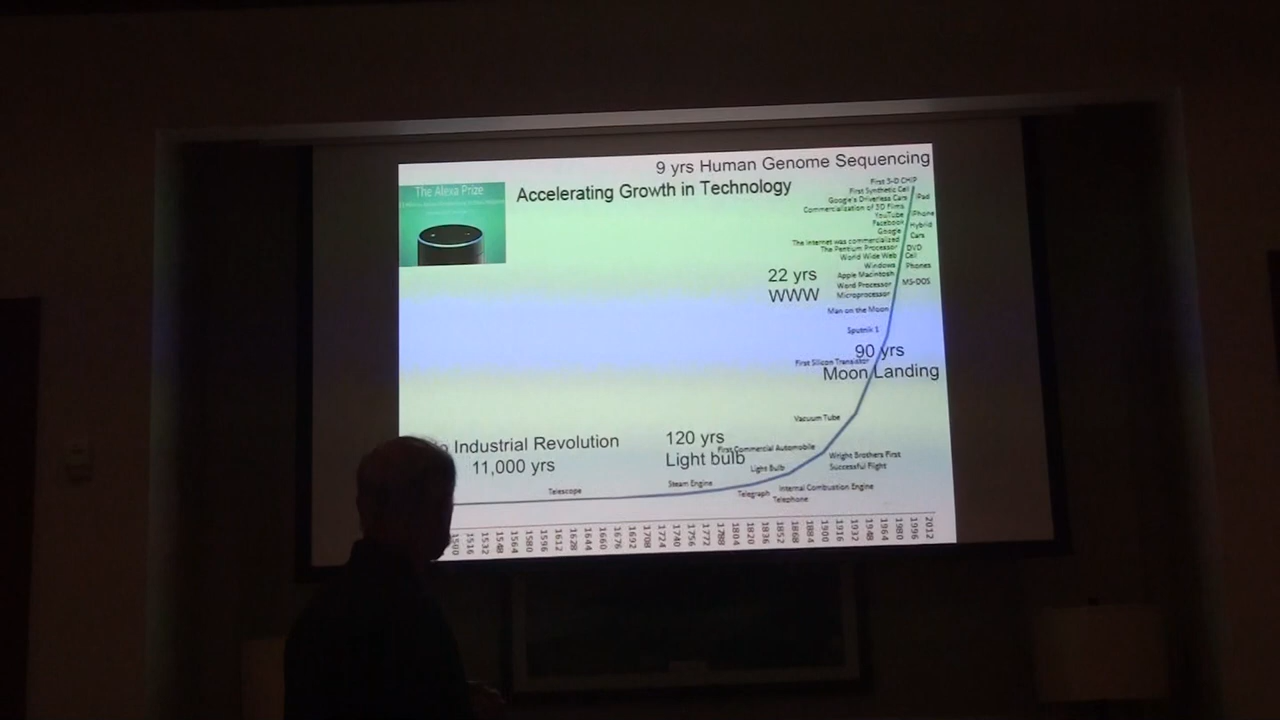 9 yrs Human Genome Sequencing
The Alexa Prize
Accelerating Growth in Technology
First 3-D CHIP
First Synthetic Cell
Google's Driverless Cars
iPad
Commercialization of 3D Films
YouTube
iPhone
Facebook
Hybrid
Google
Cars
The Internet was commercialized
The Pentium Processor
DVD
World Wide Web
Cell
Windows
Phones
22 yrs
WWW
Apple Macintosh
Word Processor
MS-DOS
Microprocessor
Man on the Moon
Sputnik 1
90 yrs
First Silicon Transistor
Moon Landing
Vacuum Tube
Industrial Revolution
11,000 yrs
120 yrs
Light bulb
First Commercial Automobile
Wright Brothers First
Successful Flight
Light Bulb
Steam Engine
Telescope
Telegraph
Internal Combustion Engine
Telephone
1500 1516 1532 1548 1564 1580 1596 1612 1628 1644 1660 1676 1692 1708 1724 1740 1756 1772 1788 1804 1820 1836 1852 1868 1884 1900 1916 1932 1948 1964 1980 1996 2012